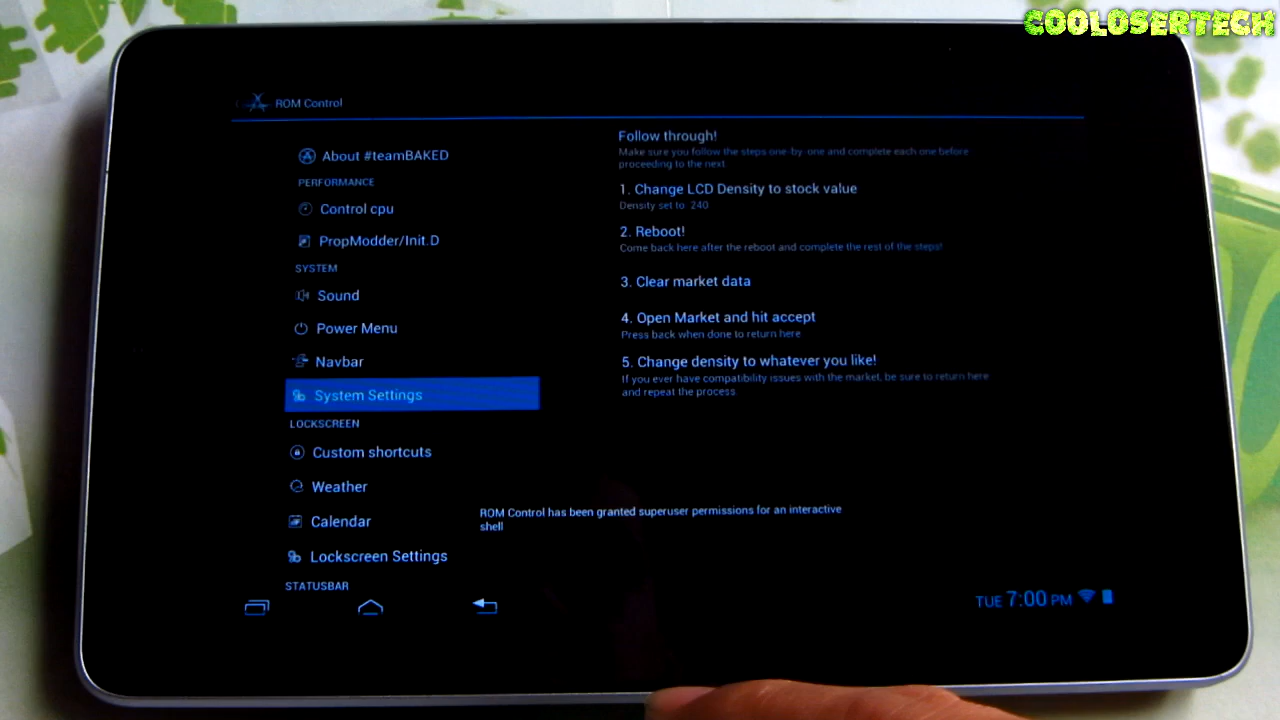 COOLOSERTECH
ROM Control
About #teamBAKED
PERFORMANCE
Control cpu
PropModder/Init.D
SYSTEM
Sound
Power Menu
Navbar
System Settings
LOCKSCREEN
Custom shortcuts
Weather
Calendar
Lockscreen Settings
STATUSBAR
Follow through!
Make sure you follow the steps one-by-one and complete each one before
proceeding to the next
1. Change LCD Density to stock value
Density set to: 240
2. Reboot!
Come back here after the reboot and complete the rest of the steps!
3. Clear market data
4. Open Market and hit accept
Press back when done to return here
5. Change density to whatever you like!
If you ever have compatibility issues with the market, be sure to return here
and repeat the process.
ROM Control has been granted superuser permissions for an interactive
shell
TUE 7:00 PM